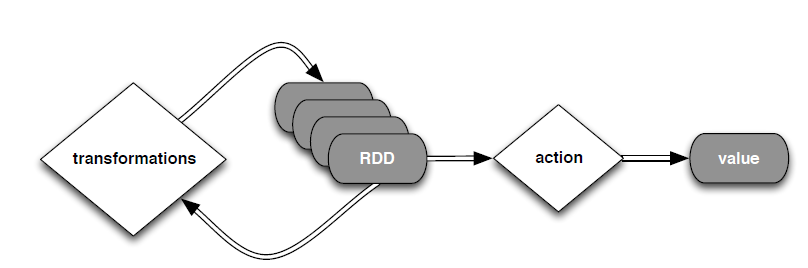 transformations
RDD
action
value